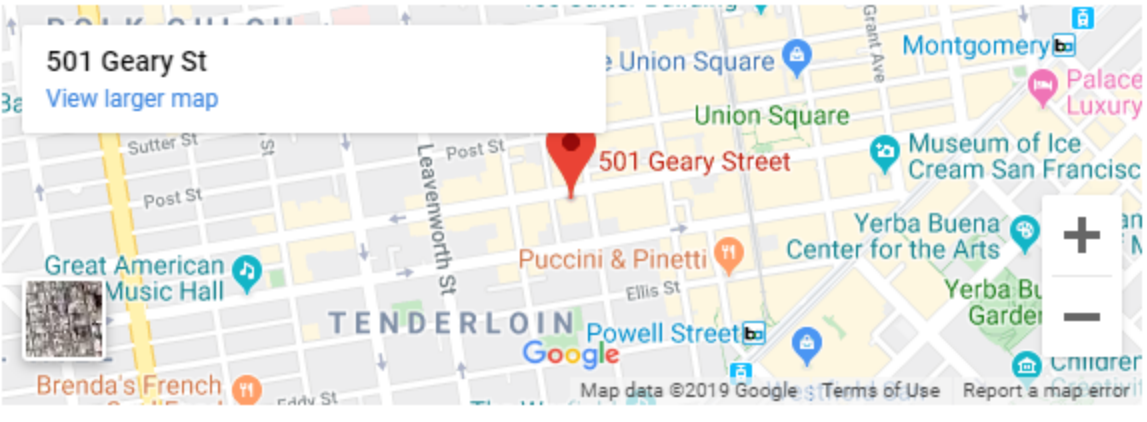 501 Geary St
View larger map
Union Square
Grant Ave
Montgomery
Palace
Luxury
Union Square
Sutter St
St
Leavenworth St
Post St
501 Geary Street
Museum of Ice
Cream San Francisc
Post St
Great American
Music Hall
Puccini & Pinetti
Yerba Buena
Center for the Arts
Ellis St
Yerba Bu
Garder
TENDERLOIN
Powell Street
Google
Brenda's French
Eddy St
Children
Map data ©2019 Google
Terms of Use
Report a map error